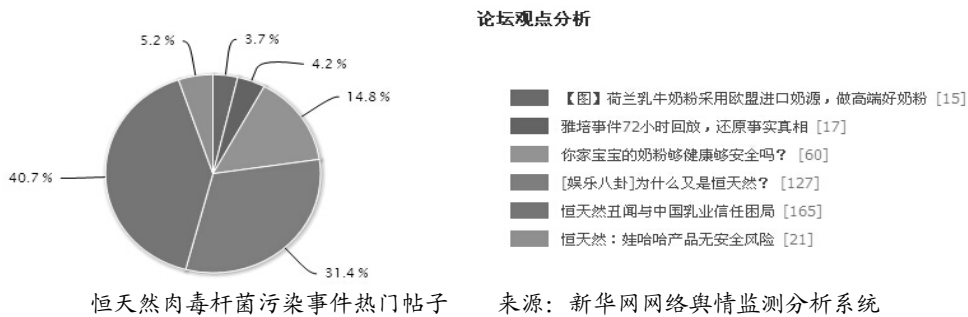 论坛观点分析
5.2 %
3.7 %
4.2 %
14.8 %
40.7 %
31.4 %
【图】荷兰乳牛奶粉采用欧盟进口奶源，做高端好奶粉 [15]
雅培事件72小时回放，还原事实真相 [17]
你家宝宝的奶粉够健康够安全吗？ [60]
[娱乐八卦]为什么又是恒天然？ [127]
恒天然丑闻与中国乳业信任困局 [165]
恒天然：娃哈哈产品无安全风险 [21]
恒天然肉毒杆菌污染事件热门帖子 来源：新华网网络舆情监测分析系统